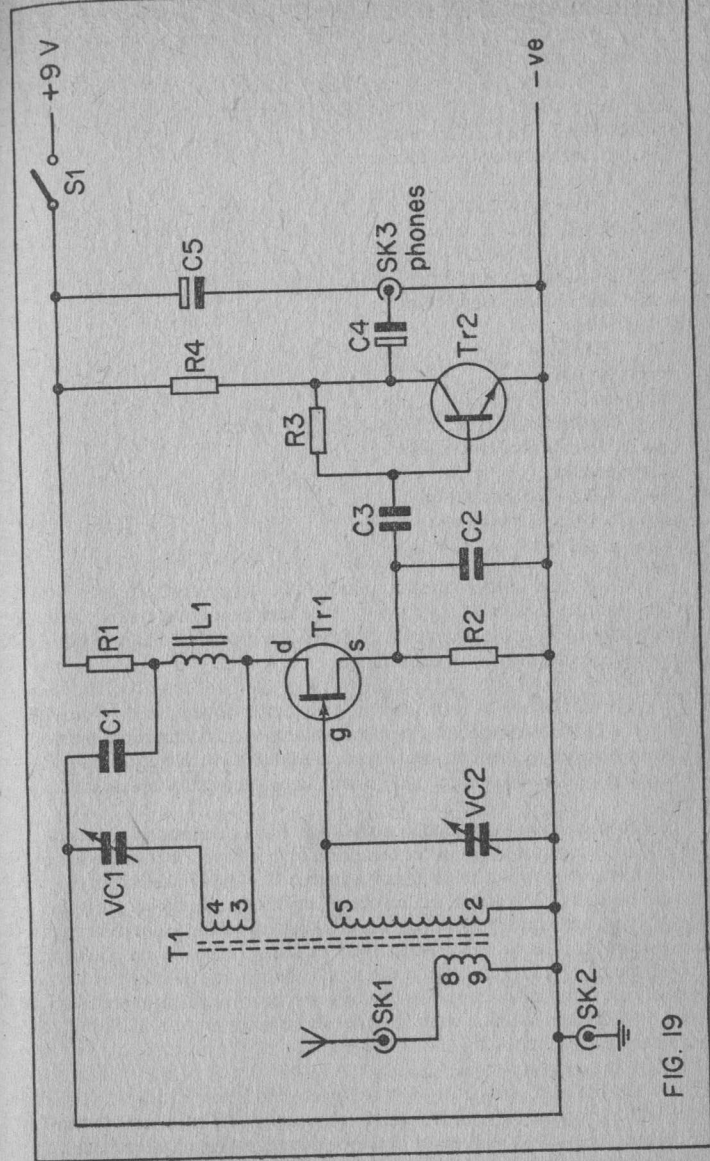 +9 V
S1
C5
SK3
phones
-ve
R4
C4
Tr2
R3
C3
C2
R1
L1
d
Tr1
s
g
R2
C1
VC1
VC2
4
3
T1
5
2
8
9
SK1
SK2
FIG. 19